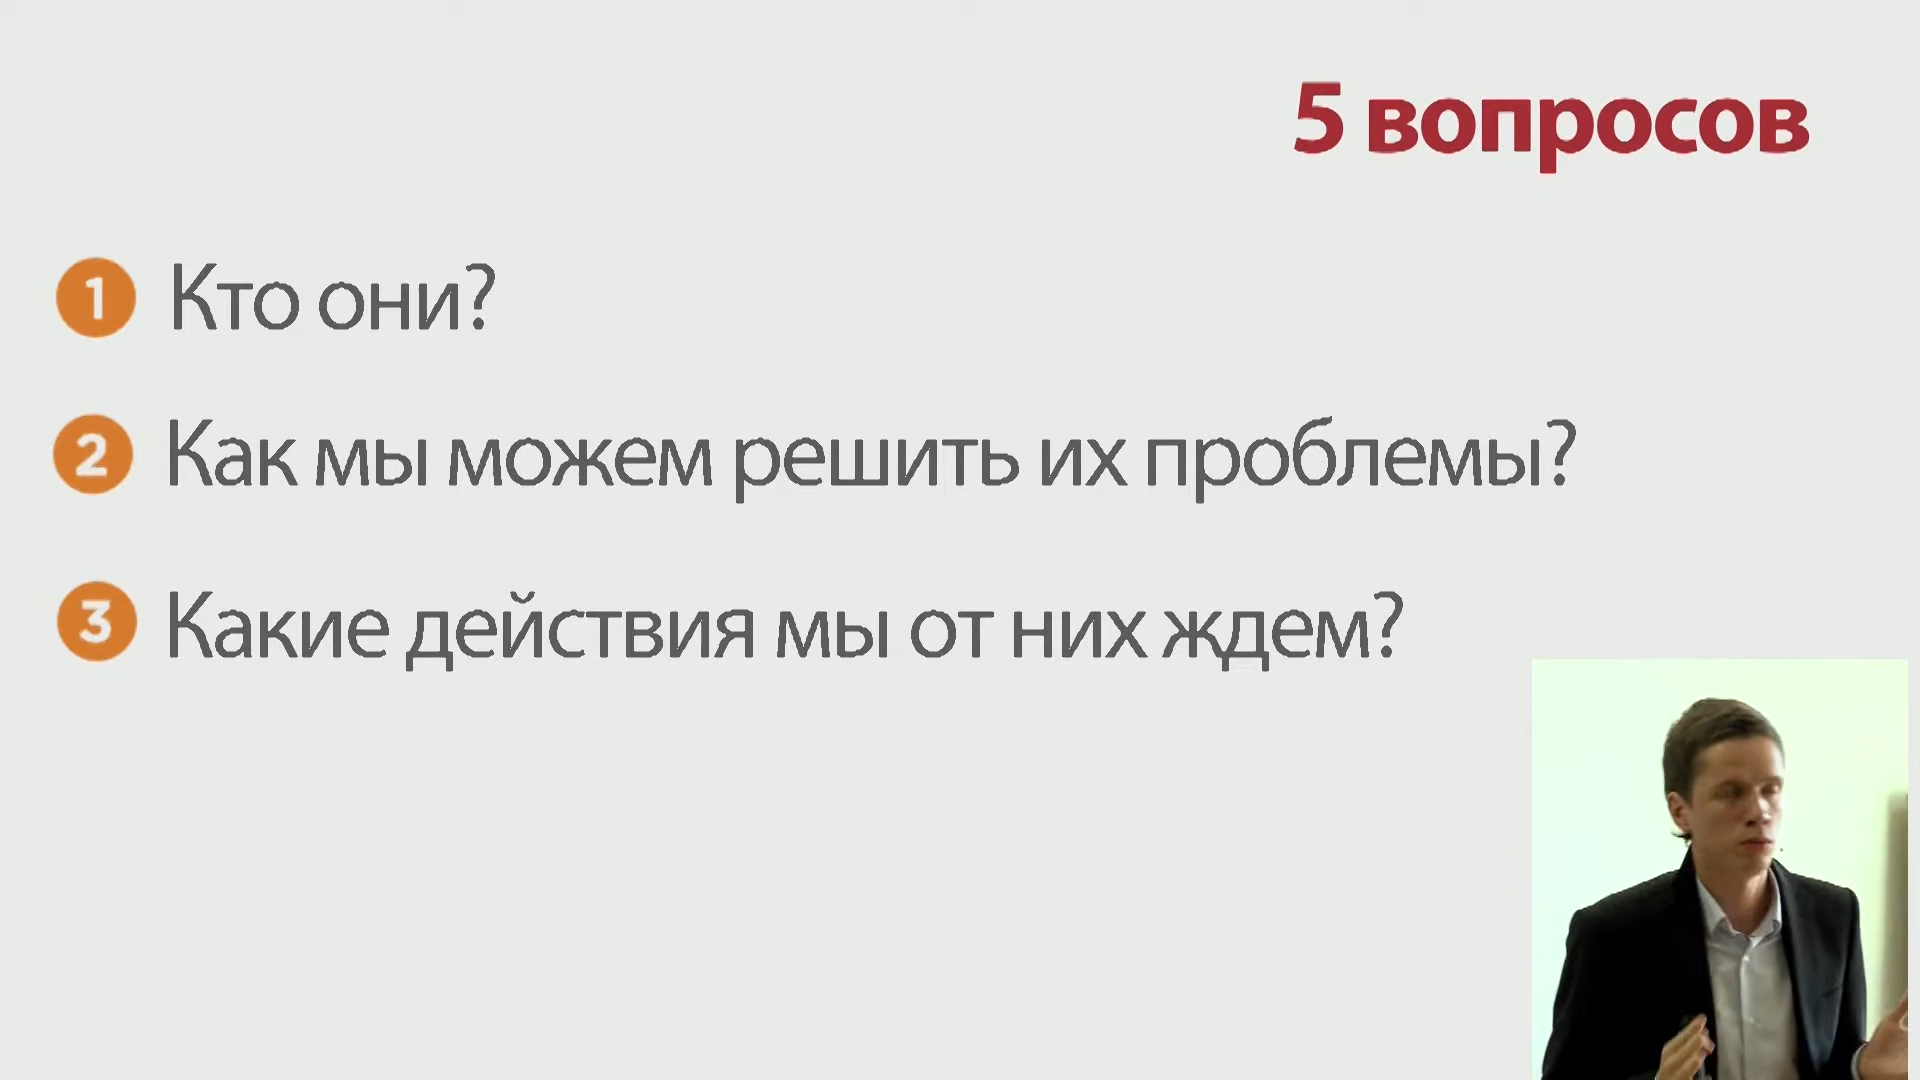 5 вопросов
1 Кто они?
2 Как мы можем решить их проблемы?
3 Какие действия мы от них ждем?